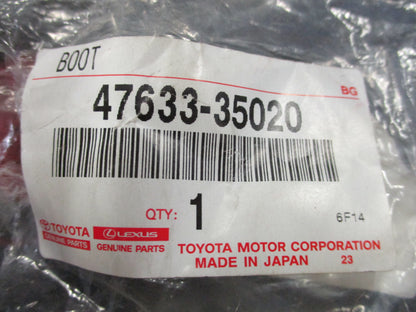 BOOT
BG
47633-35020
QTY: 1
6F14
TOYOTA
GENUINE PARTS
LEXUS
GENUINE PARTS
TOYOTA MOTOR CORPORATION
MADE IN JAPAN 23